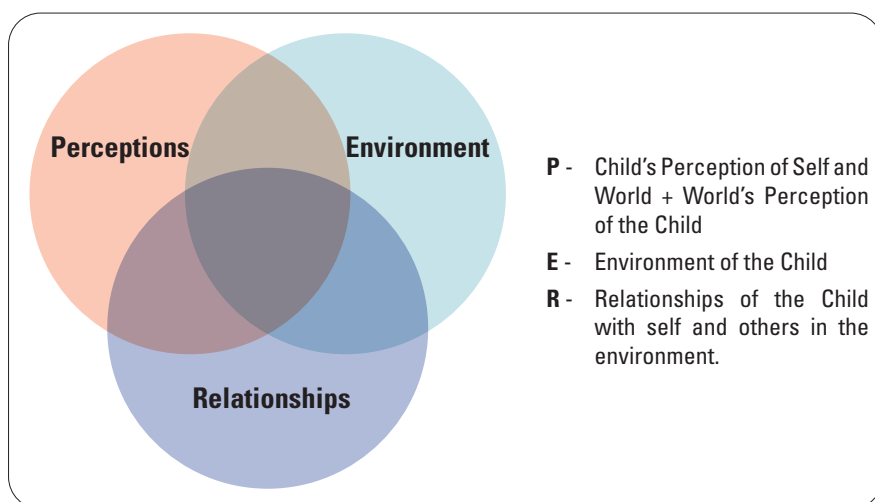 Perceptions
Environment
Relationships
P - Child's Perception of Self and
World + World's Perception
of the Child
E - Environment of the Child
R - Relationships of the Child
with self and others in the
environment.